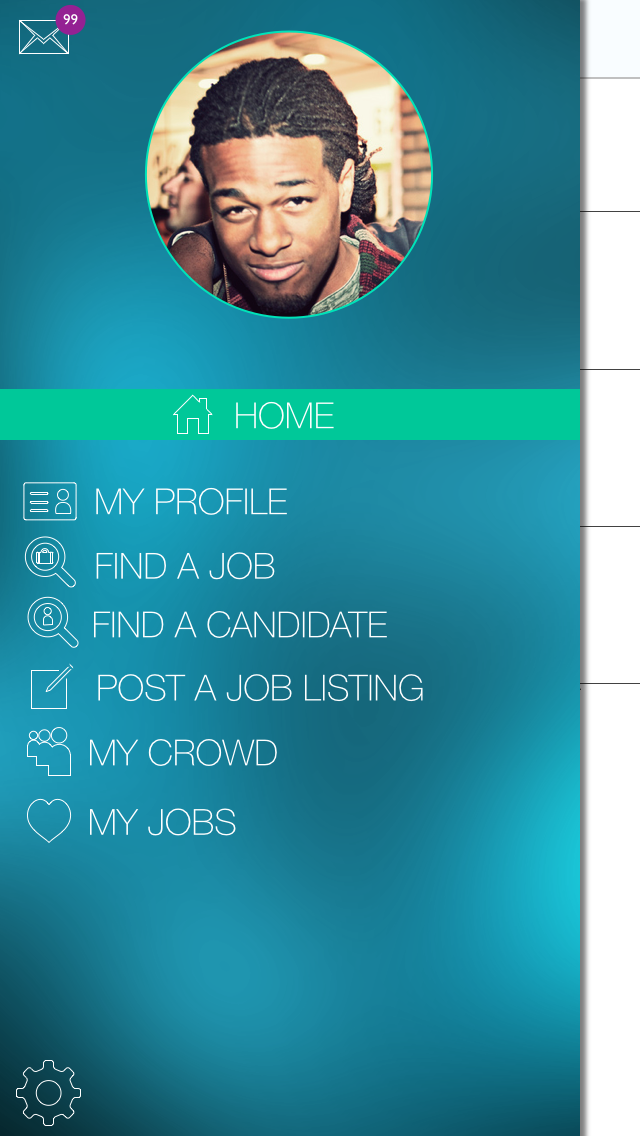 99
HOME
MY PROFILE
FIND A JOB
FIND A CANDIDATE
POST A JOB LISTING
MY CROWD
MY JOBS